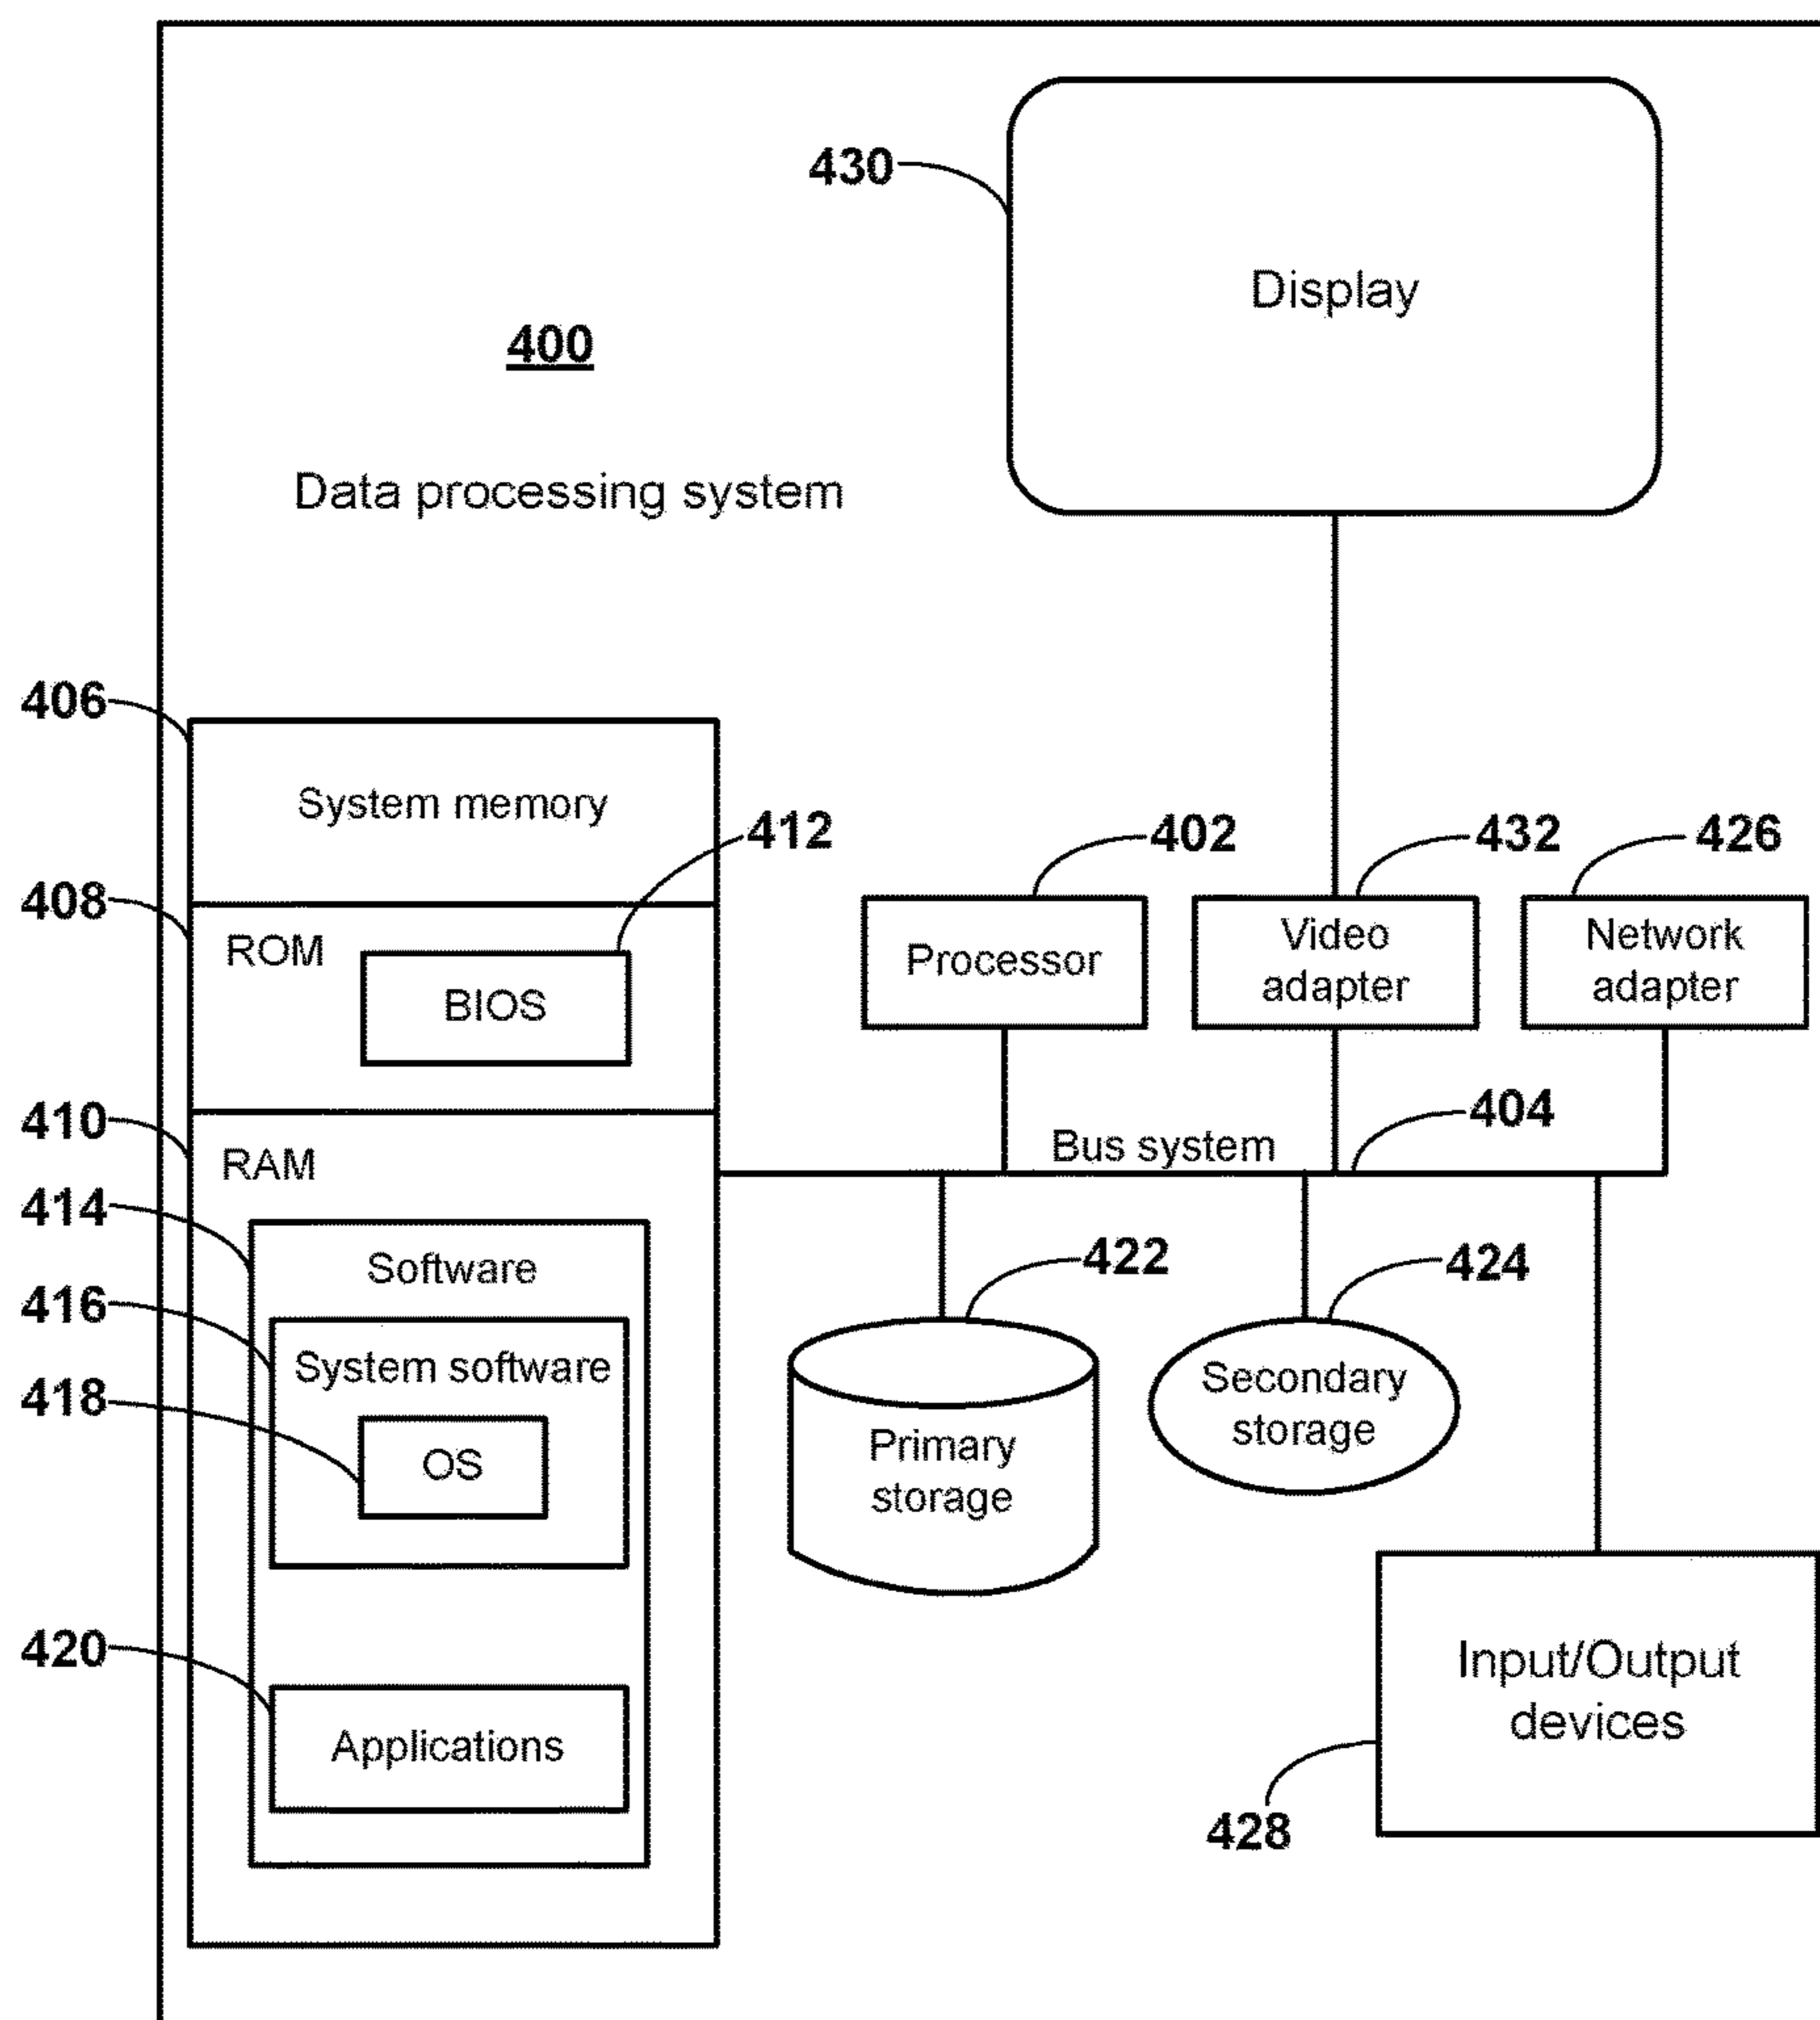 430
Display
400
Data processing system
406
System memory
412
402
432
426
408
ROM
BIOS
Processor
Video
adapter
Network
adapter
410
RAM
Bus system
404
414
Software
422
424
416
System software
418
OS
Primary
storage
Secondary
storage
420
Applications
Input/Output
devices
428